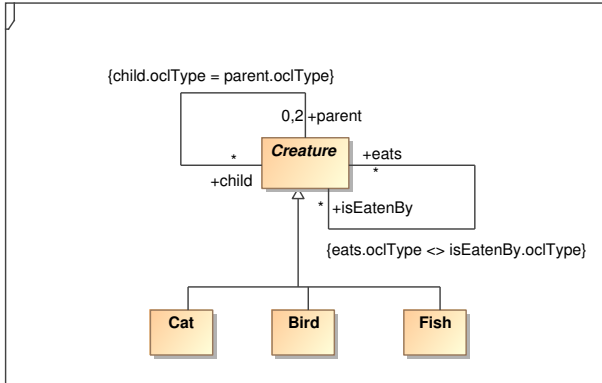 {child.oclType = parent.oclType}
0,2 +parent
Creature
+eats
*
*
+child
* +isEatenBy
{eats.oclType <> isEatenBy.oclType}
Cat
Bird
Fish